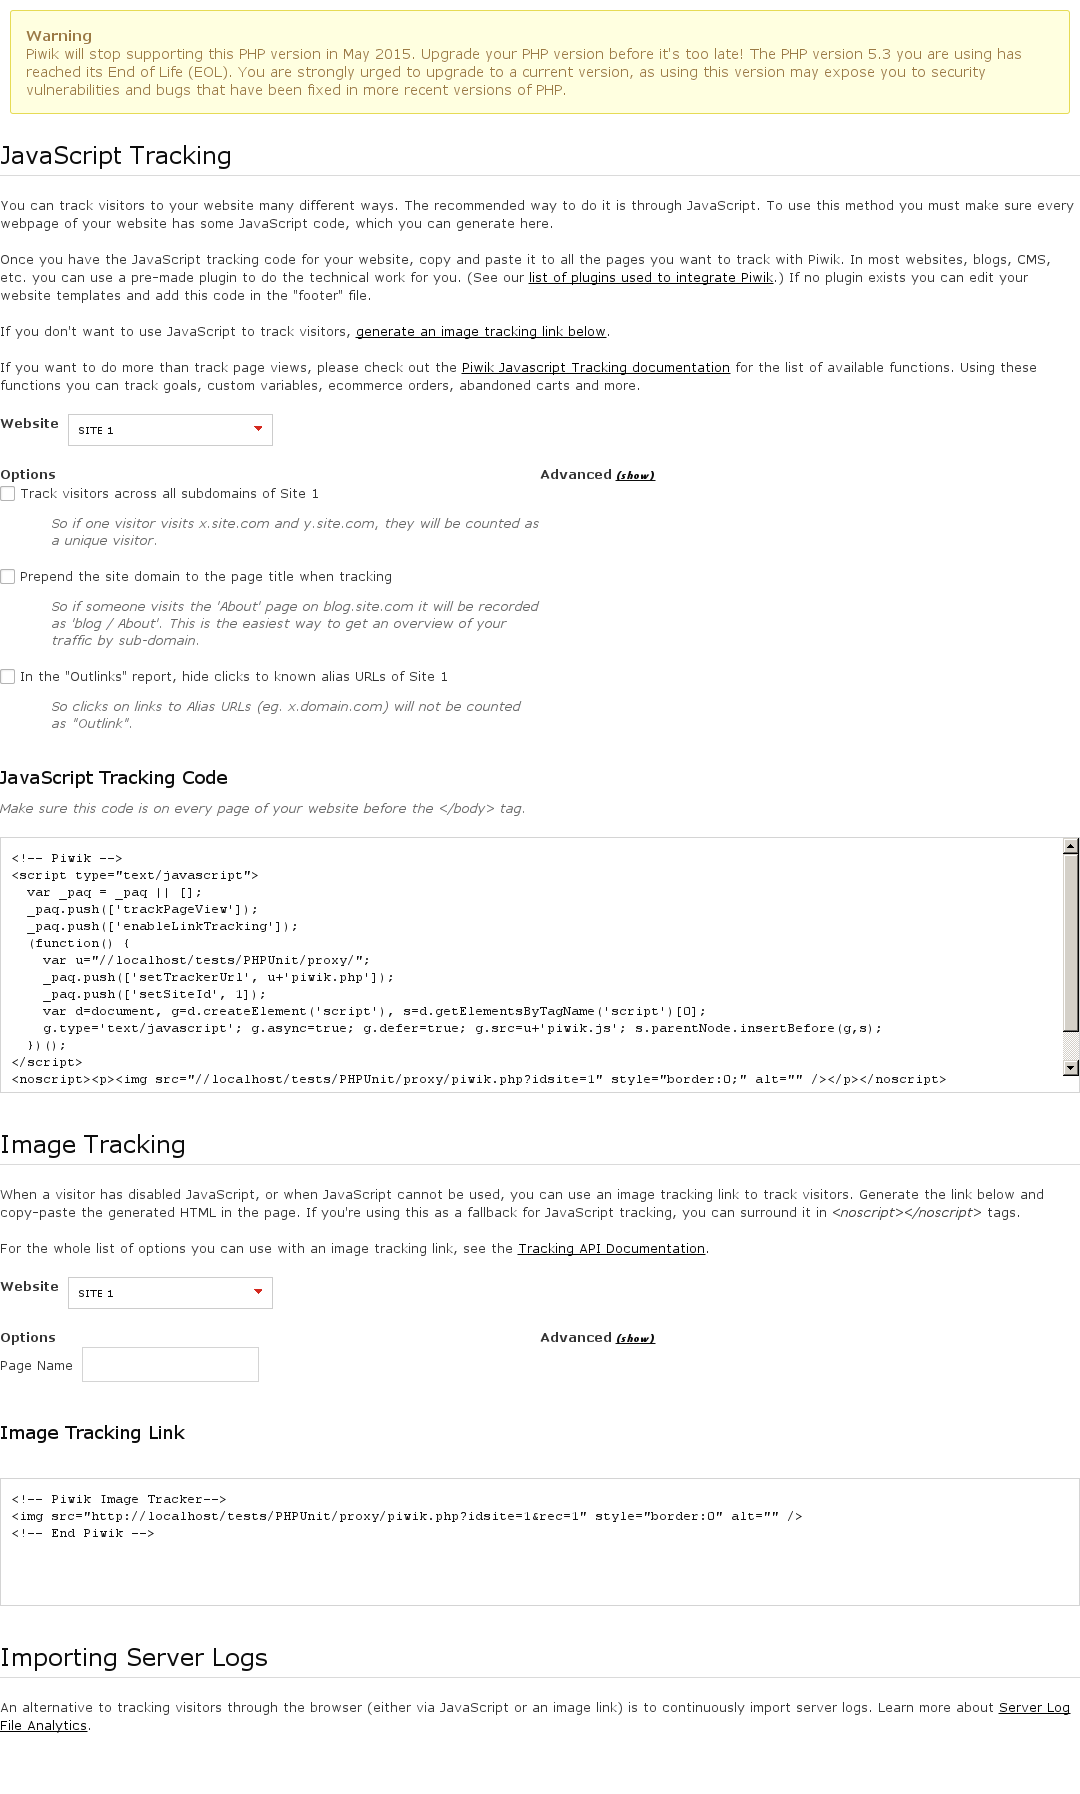 Warning
Piwik will stop supporting this PHP version in May 2015. Upgrade your PHP version before it's too late! The PHP version 5.3 you are using has
reached its End of Life (EOL). You are strongly urged to upgrade to a current version, as using this version may expose you to security
vulnerabilities and bugs that have been fixed in more recent versions of PHP.
JavaScript Tracking
You can track visitors to your website many different ways. The recommended way to do it is through JavaScript. To use this method you must make sure every
webpage of your website has some JavaScript code, which you can generate here.
Once you have the JavaScript tracking code for your website, copy and paste it to all the pages you want to track with Piwik. In most websites, blogs, CMS,
etc. you can use a pre-made plugin to do the technical work for you. (See our list of plugins used to integrate Piwik.) If no plugin exists you can edit your
website templates and add this code in the "footer" file.
If you don't want to use JavaScript to track visitors, generate an image tracking link below.
If you want to do more than track page views, please check out the Piwik Javascript Tracking documentation for the list of available functions. Using these
functions you can track goals, custom variables, ecommerce orders, abandoned carts and more.
Website SITE 1
Options Advanced (show)
Track visitors across all subdomains of Site 1
So if one visitor visits x.site.com and y.site.com, they will be counted as
a unique visitor.
Prepend the site domain to the page title when tracking
So if someone visits the 'About' page on blog.site.com it will be recorded
as 'blog / About'. This is the easiest way to get an overview of your
traffic by sub-domain.
In the "Outlinks" report, hide clicks to known alias URLs of Site 1
So clicks on links to Alias URLs (eg. x.domain.com) will not be counted
as "Outlink".
JavaScript Tracking Code
Make sure this code is on every page of your website before the </body> tag.
<!-- Piwik -->
<script type="text/javascript">
  var _paq = _paq || [];
  _paq.push(['trackPageView']);
  _paq.push(['enableLinkTracking']);
  (function() {
    var u="//localhost/tests/PHPUnit/proxy/";
    _paq.push(['setTrackerUrl', u+'piwik.php']);
    _paq.push(['setSiteId', 1]);
    var d=document, g=d.createElement('script'), s=d.getElementsByTagName('script')[0];
    g.type='text/javascript'; g.async=true; g.defer=true; g.src=u+'piwik.js'; s.parentNode.insertBefore(g,s);
  })();
</script>
<noscript><p><img src="//localhost/tests/PHPUnit/proxy/piwik.php?idsite=1" style="border:0;" alt="" /></p></noscript>
Image Tracking
When a visitor has disabled JavaScript, or when JavaScript cannot be used, you can use an image tracking link to track visitors. Generate the link below and
copy-paste the generated HTML in the page. If you're using this as a fallback for JavaScript tracking, you can surround it in <noscript></noscript> tags.
For the whole list of options you can use with an image tracking link, see the Tracking API Documentation.
Website SITE 1
Options Advanced (show)
Page Name
Image Tracking Link
<!-- Piwik Image Tracker-->
<img src="http://localhost/tests/PHPUnit/proxy/piwik.php?idsite=1&rec=1" style="border:0" alt="" />
<!-- End Piwik -->
Importing Server Logs
An alternative to tracking visitors through the browser (either via JavaScript or an image link) is to continuously import server logs. Learn more about Server Log
File Analytics.